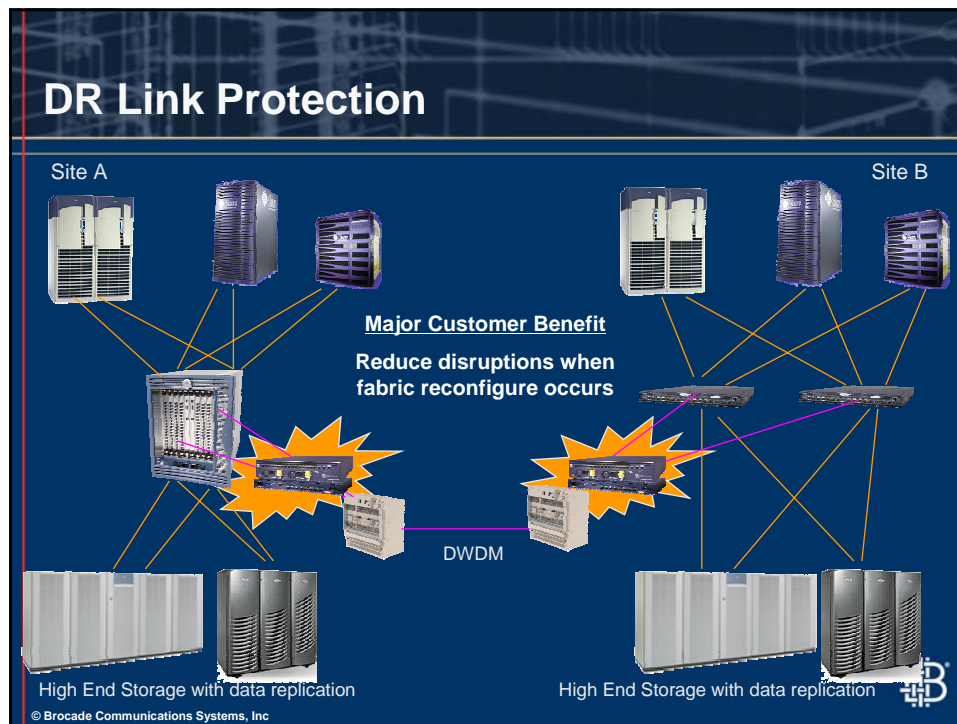 DR Link Protection
Site A
Site B
Major Customer Benefit
Reduce disruptions when
fabric reconfigure occurs
DWDM
High End Storage with data replication
High End Storage with data replication
© Brocade Communications Systems, Inc